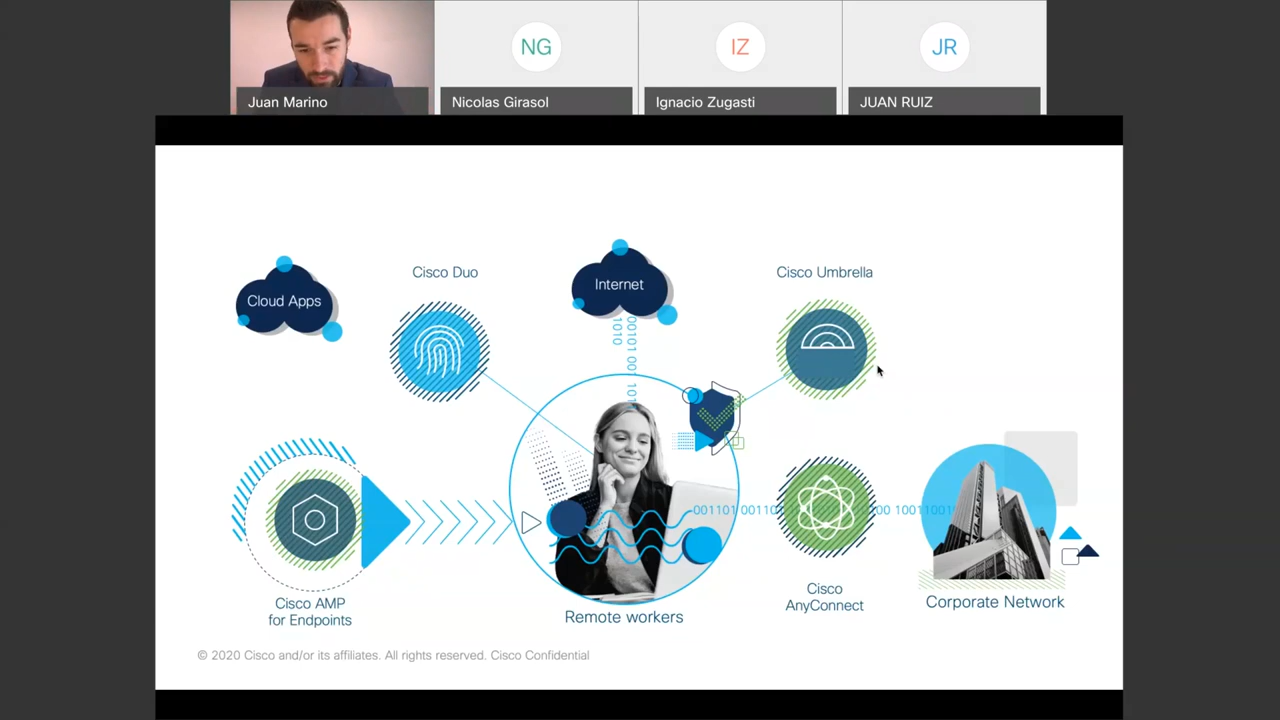 NG
IZ
JR
Juan Marino
Nicolas Girasol
Ignacio Zugasti
JUAN RUIZ
Cisco Duo
Internet
Cisco Umbrella
Cloud Apps
Cisco AMP
for Endpoints
Remote workers
Cisco
AnyConnect
Corporate Network
© 2020 Cisco and/or its affiliates. All rights reserved. Cisco Confidential